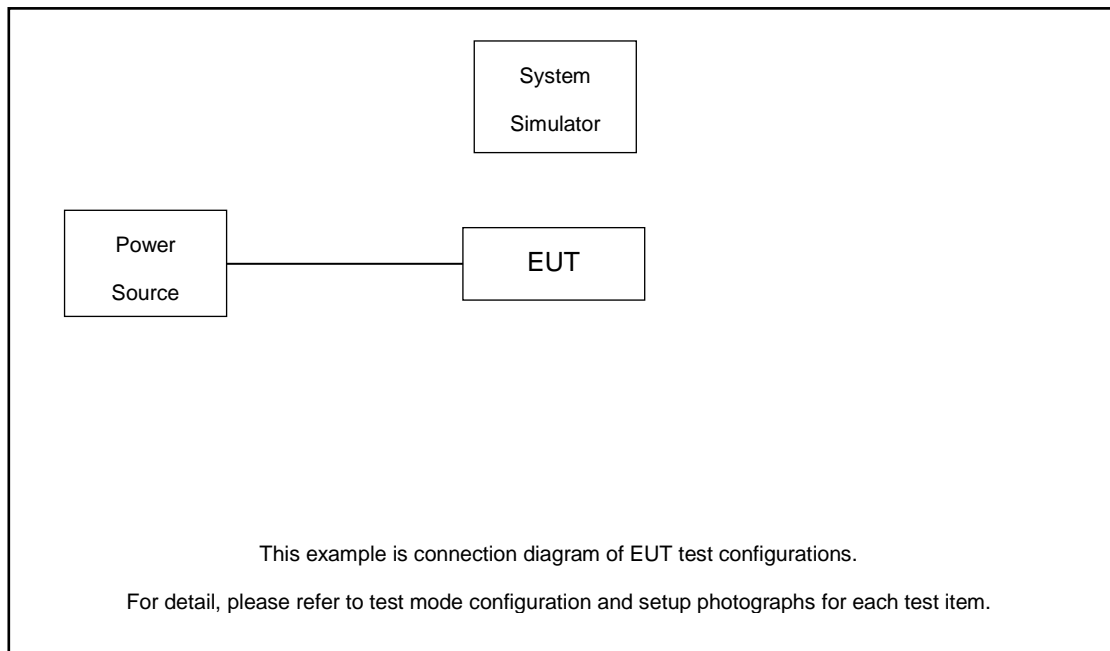 System
Simulator
Power
Source
EUT
This example is connection diagram of EUT test configurations.
For detail, please refer to test mode configuration and setup photographs for each test item.